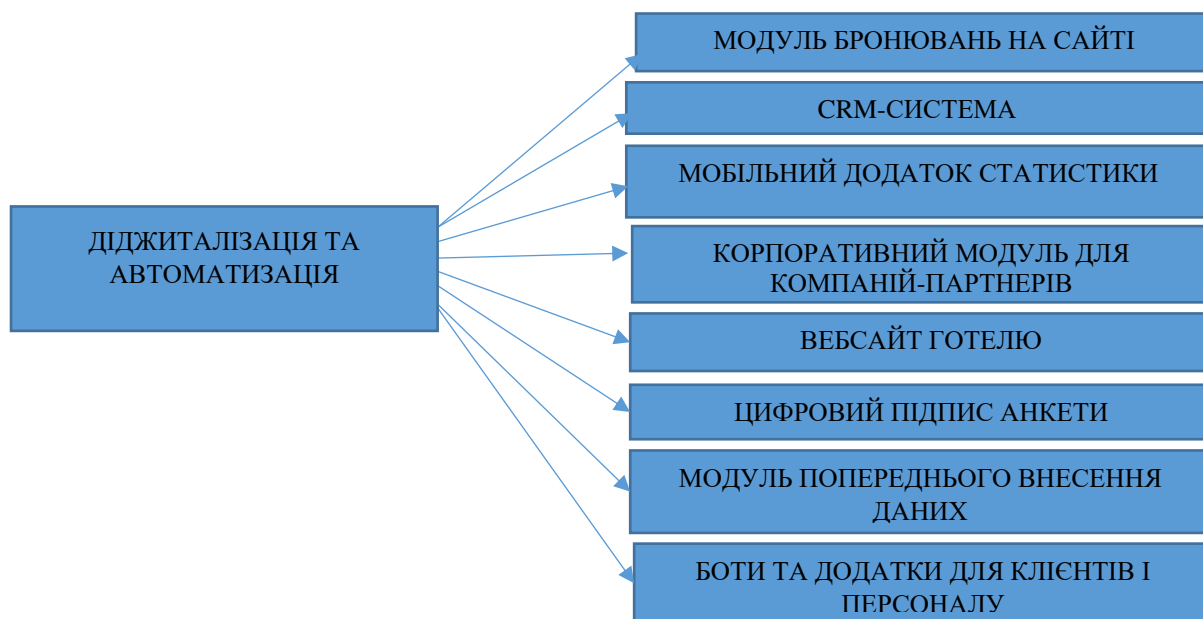 ДІДЖИТАЛІЗАЦІЯ ТА
АВТОМАТИЗАЦІЯ
МОДУЛЬ БРОНЮВАНЬ НА САЙТІ
CRM-СИСТЕМА
МОБІЛЬНИЙ ДОДАТОК СТАТИСТИКИ
КОРПОРАТИВНИЙ МОДУЛЬ ДЛЯ
КОМПАНІЙ-ПАРТНЕРІВ
ВЕБСАЙТ ГОТЕЛЮ
ЦИФРОВИЙ ПІДПИС АНКЕТИ
МОДУЛЬ ПОПЕРЕДНЬОГО ВНЕСЕННЯ
ДАНИХ
БОТИ ТА ДОДАТКИ ДЛЯ КЛІЄНТІВ І
ПЕРСОНАЛУ